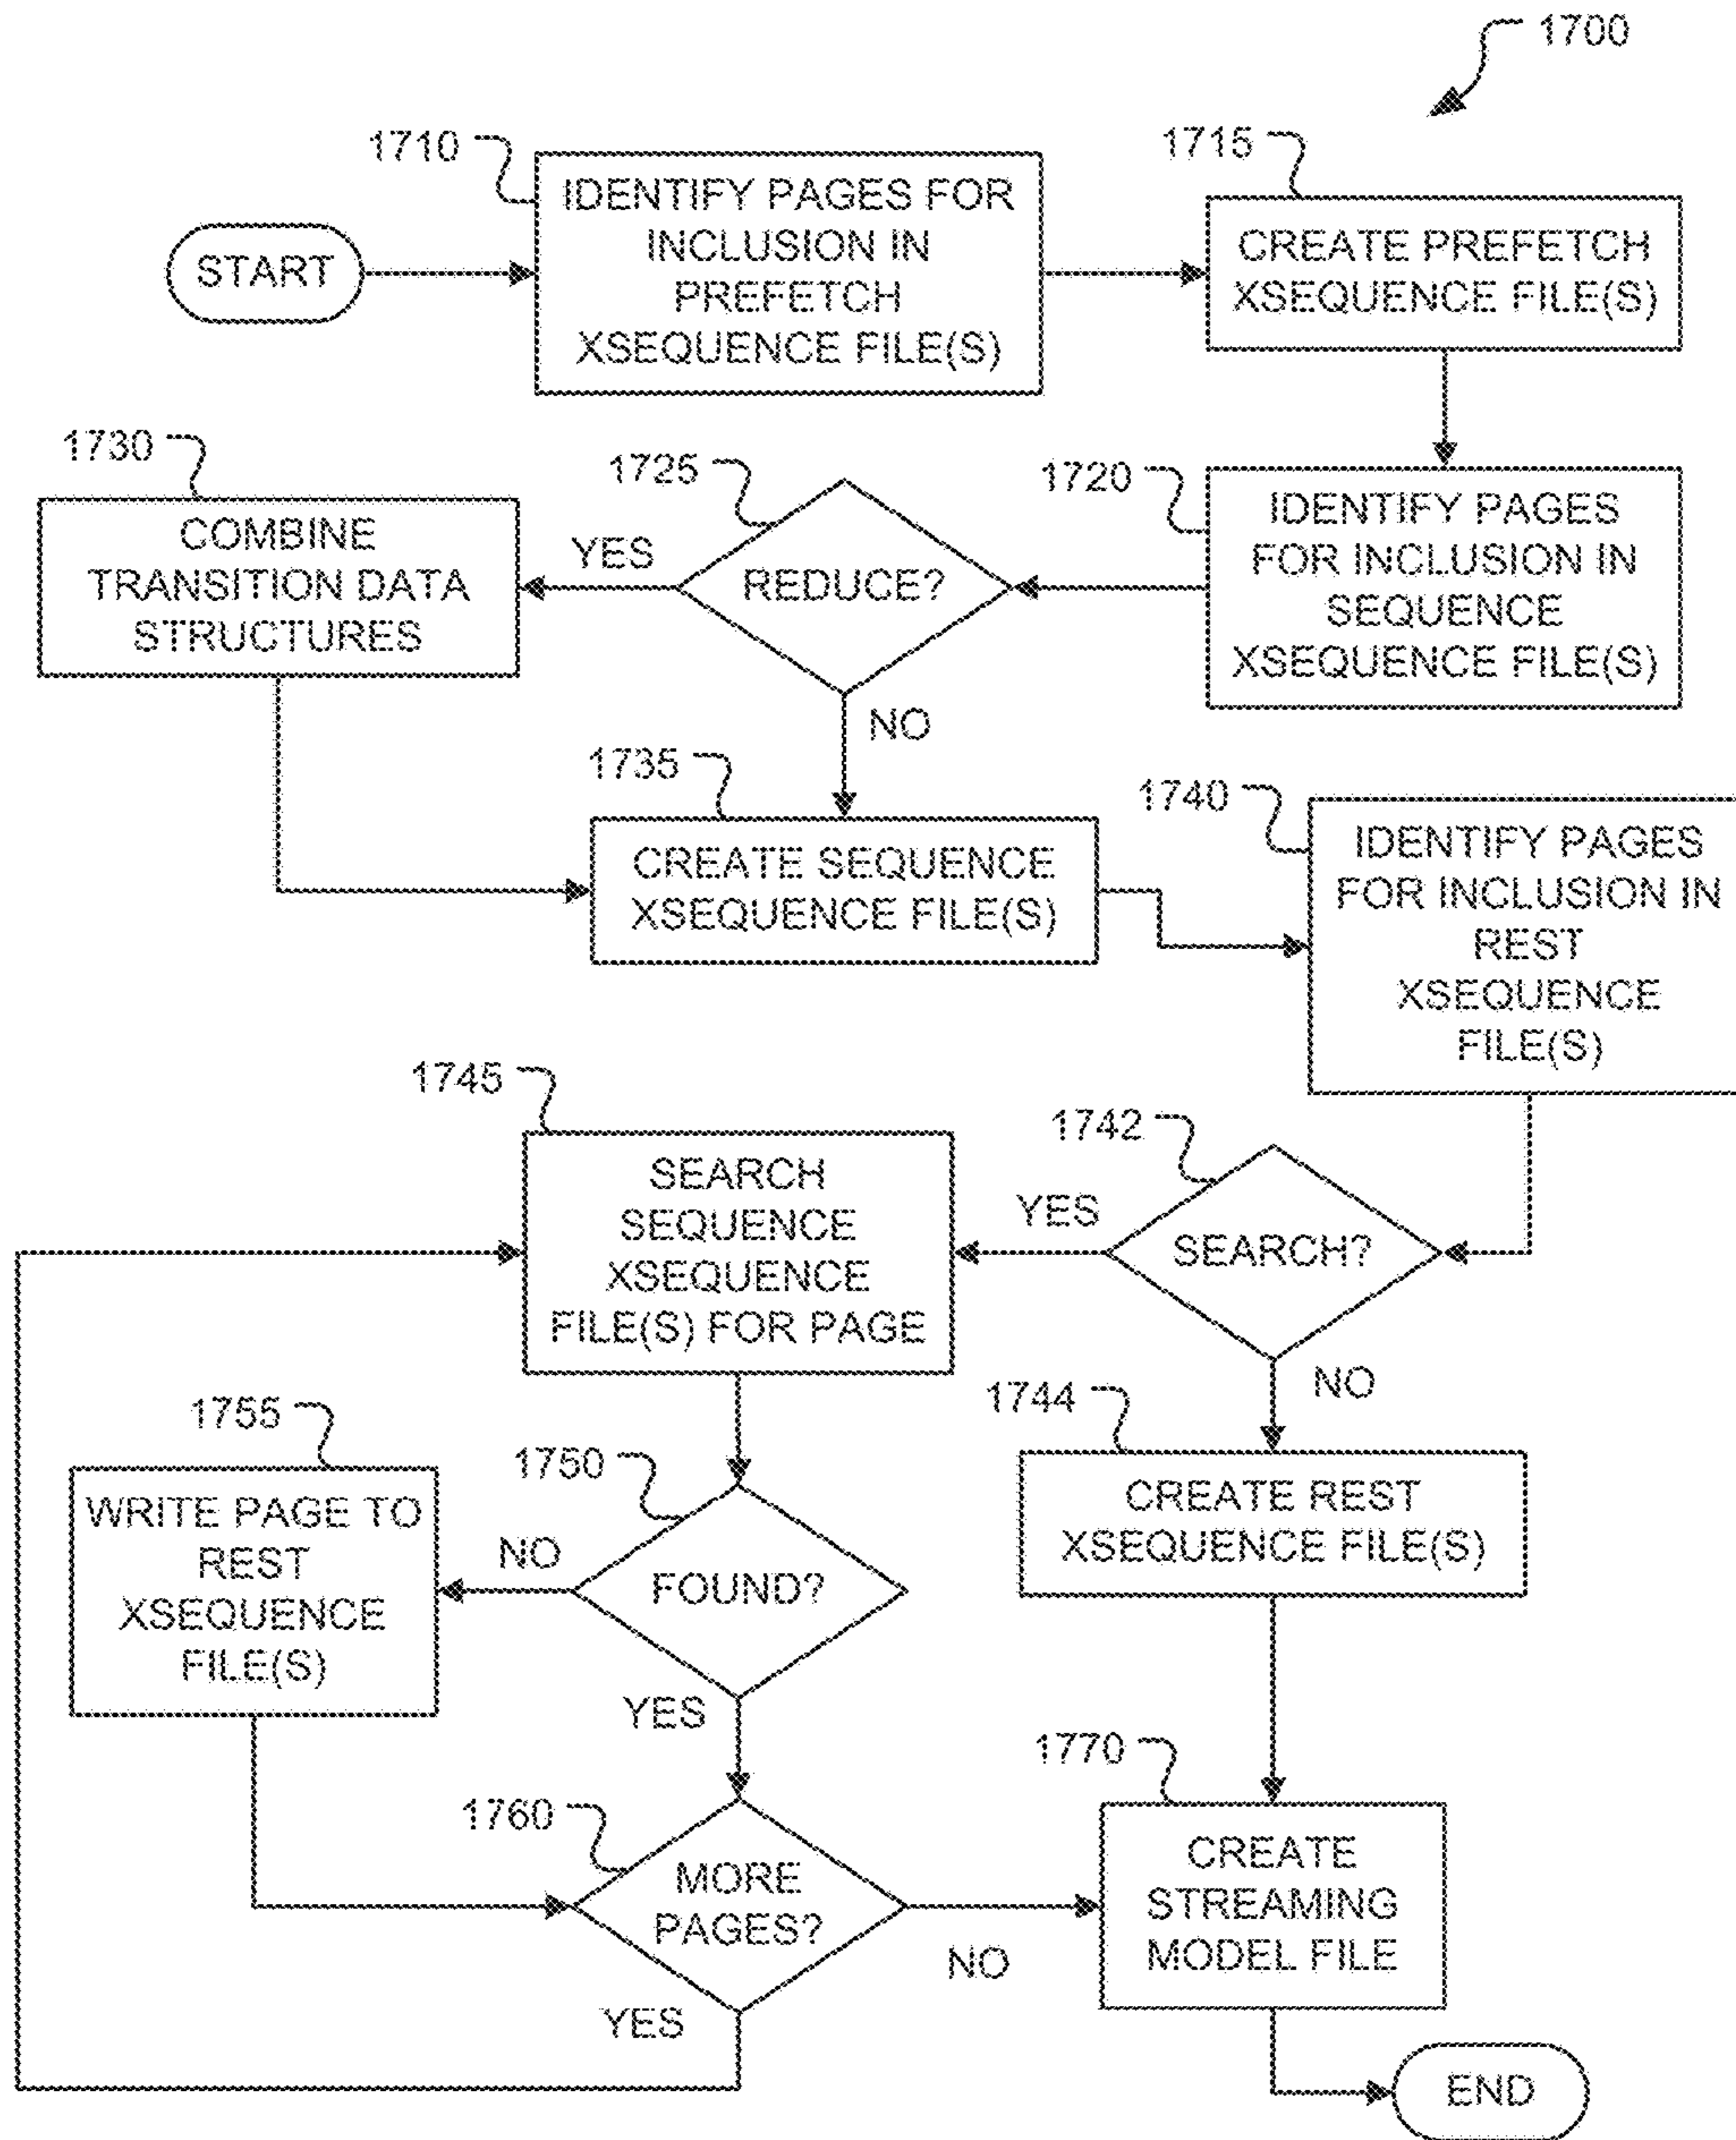 1700
1710
IDENTIFY PAGES FOR
INCLUSION IN
PREFETCH
XSEQUENCE FILE(S)
1715
CREATE PREFETCH
XSEQUENCE FILE(S)
START
1730
COMBINE
TRANSITION DATA
STRUCTURES
YES
1725
REDUCE?
NO
1720
IDENTIFY PAGES
FOR INCLUSION IN
SEQUENCE
XSEQUENCE FILE(S)
1735
CREATE SEQUENCE
XSEQUENCE FILE(S)
1740
IDENTIFY PAGES
FOR INCLUSION IN
REST
XSEQUENCE
FILE(S)
1745
SEARCH
SEQUENCE
XSEQUENCE
FILE(S) FOR PAGE
YES
1742
SEARCH?
NO
1744
CREATE REST
XSEQUENCE FILE(S)
1755
WRITE PAGE TO
REST
XSEQUENCE
FILE(S)
NO
1750
FOUND?
YES
1760
MORE
PAGES?
NO
YES
1770
CREATE
STREAMING
MODEL FILE
END